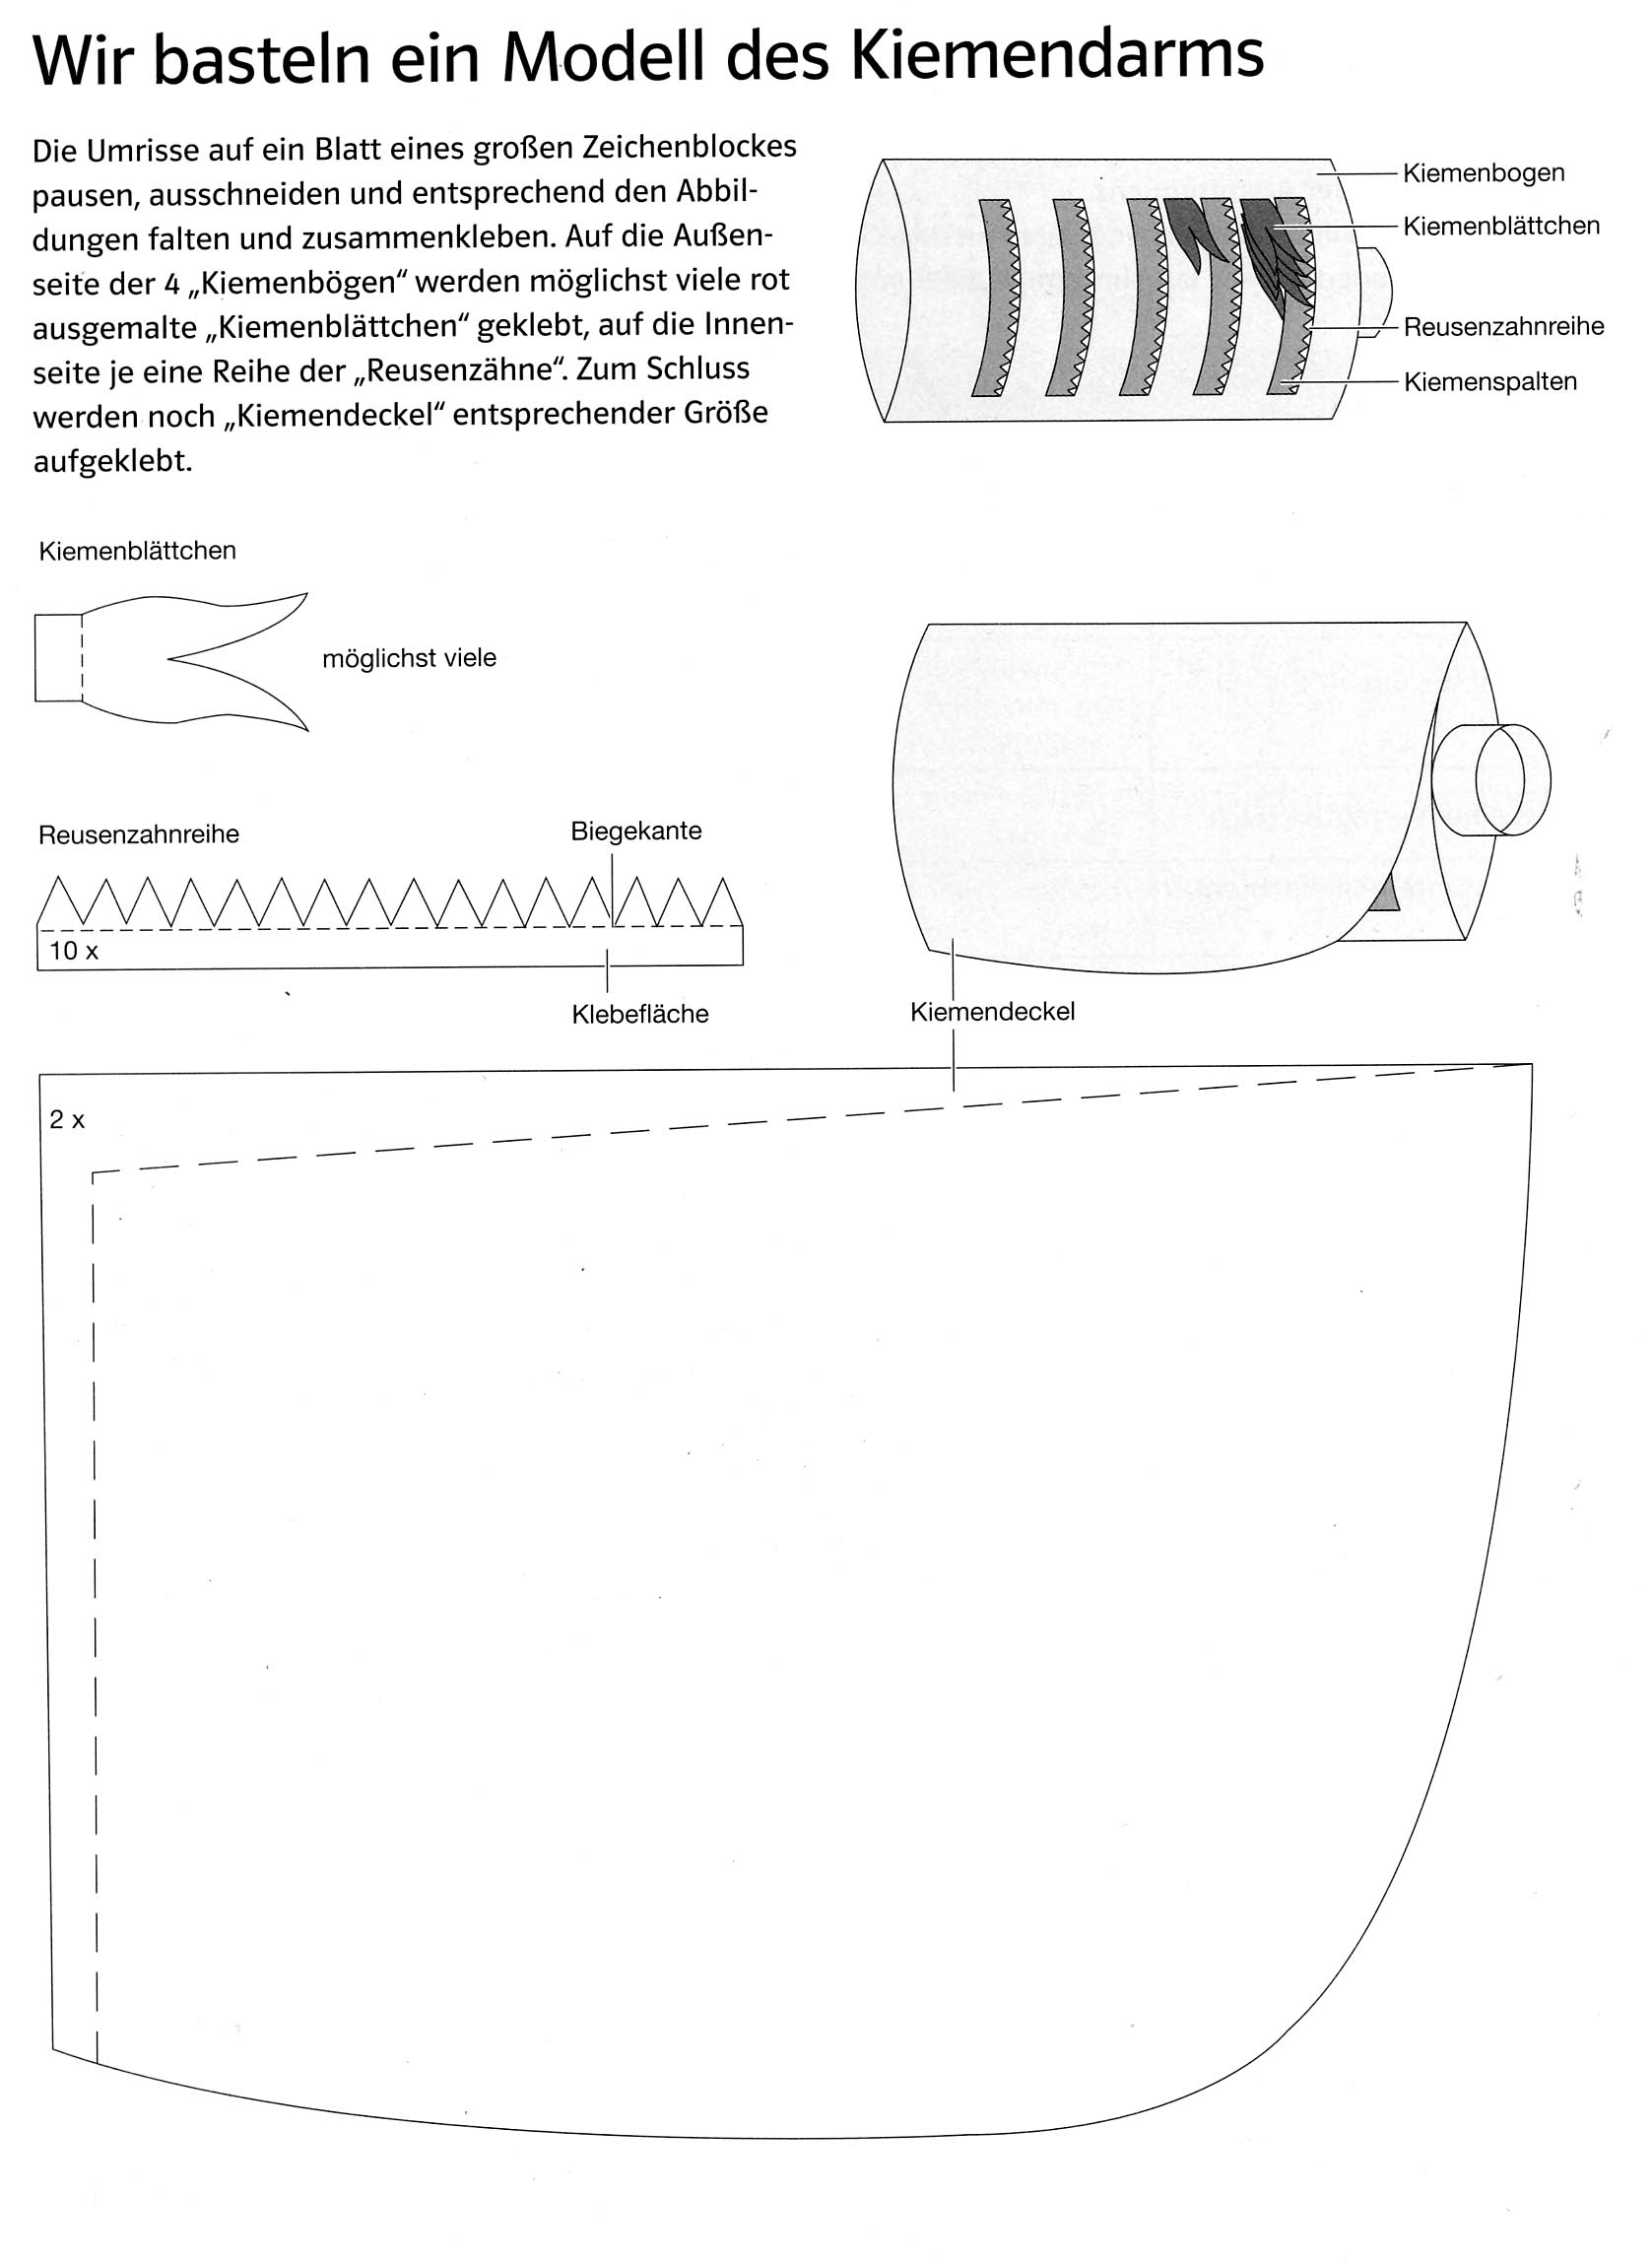 Wir basteln ein Modell des Kiemendarms
Die Umrisse auf ein Blatt eines großen Zeichenblockes
pausen, ausschneiden und entsprechend den Abbil-
dungen falten und zusammenkleben. Auf die Außen-
seite der 4 „Kiemenbögen“ werden möglichst viele rot
ausgemalte „Kiemenblättchen“ geklebt, auf die Innen-
seite je eine Reihe der „Reusenzähne“. Zum Schluss
werden noch „Kiemendeckel“ entsprechender Größe
aufgeklebt.
Kiemenbogen
Kiemenblättchen
Reusenzahnreihe
Kiemenspalten
Kiemenblättchen
möglichst viele
Reusenzahnreihe
Biegekante
10 x
Klebefläche
Kiemendeckel
2 x